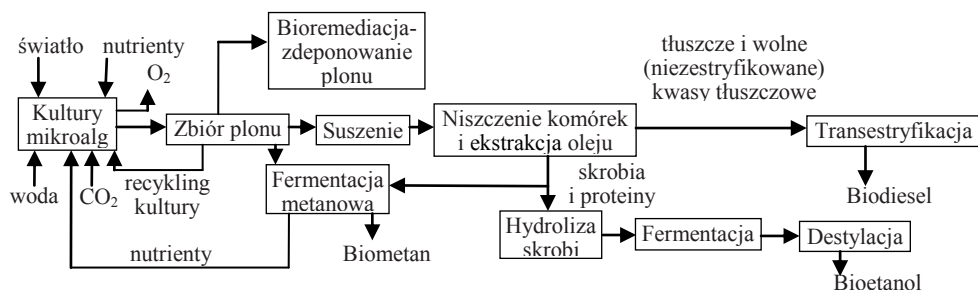 światło
nutrienty
O2
Kultury
mikroalg
woda
CO2
recykling
kultury
nutrienty
Bioremediacja-
zdeponowanie
plonu
Zbiór plonu
Suszenie
Niszczenie komórek
i ekstrakcja oleju
tłuszcze i wolne
(niezestryfikowane)
kwasy tłuszczowe
Transestryfikacja
Biodiesel
Fermentacja
metanowa
Biometan
skrobia
i proteiny
Hydroliza
skrobi
Fermentacja
Destylacja
Bioetanol